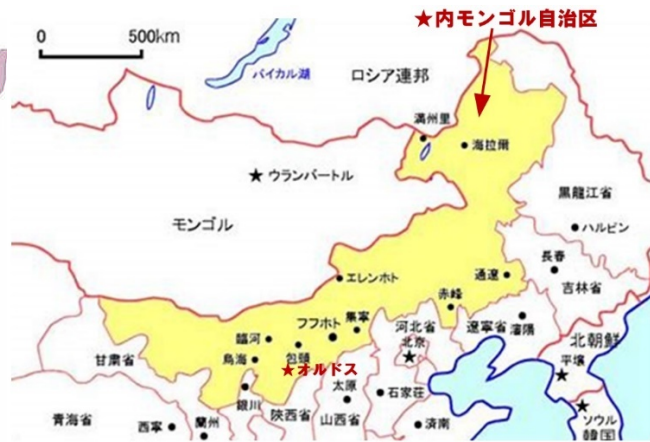 ★内モンゴル自治区
0 500km
バイカル湖
ロシア連邦
満州里
海拉爾
ウランバートル
黒龍江省
モンゴル
ハルビン
長春
エレンホト
通遼
吉林省
赤峰
集寧
フフホト
臨河
河北省
遼寧省
瀋陽
北朝鮮
甘粛省
烏海
包頭
北京
平壌
★オルドス
銀川
太原
石家荘
陝西省
山西省
ソウル
青海省
西寧
蘭州
済南
韓国